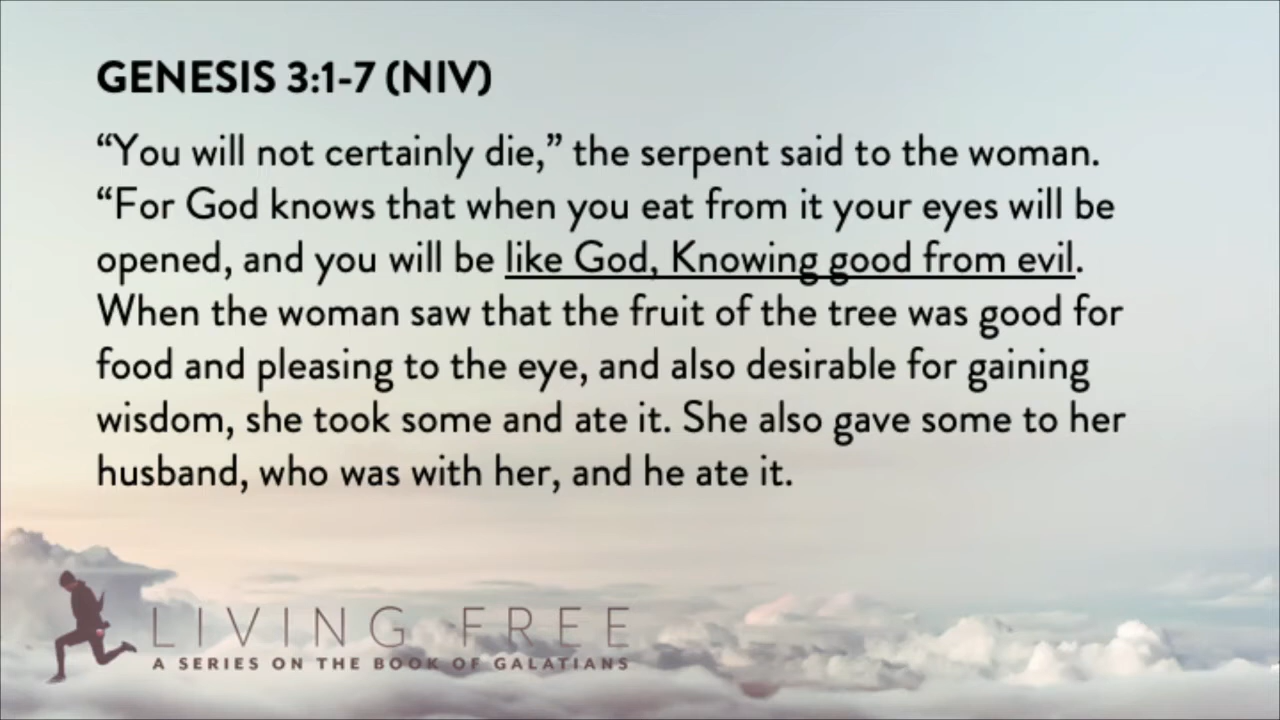 GENESIS 3:1-7 (NIV)
“You will not certainly die,” the serpent said to the woman.
“For God knows that when you eat from it your eyes will be
opened, and you will be like God, Knowing good from evil.
When the woman saw that the fruit of the tree was good for
food and pleasing to the eye, and also desirable for gaining
wisdom, she took some and ate it. She also gave some to her
husband, who was with her, and he ate it.
LIVING FREE
A SERIES ON THE BOOK OF GALATIANS